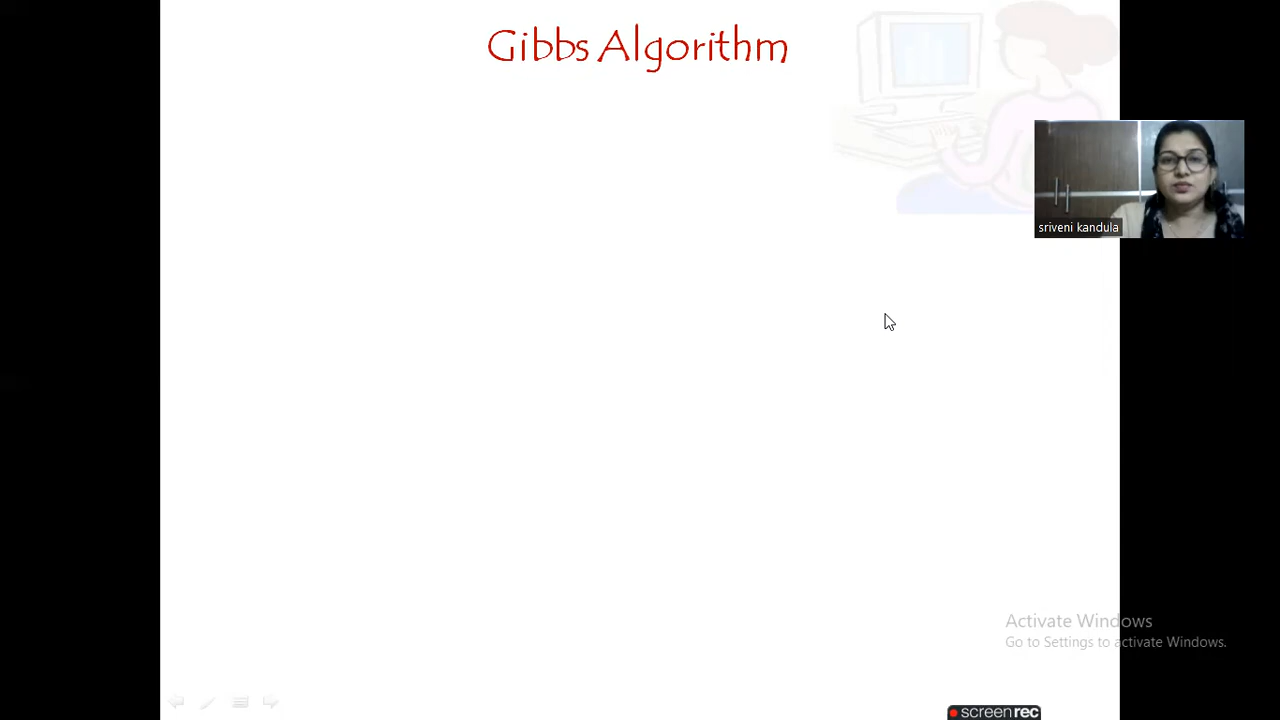 Gibbs Algorithm
sriveni kandula
Activate Windows
Go to Settings to activate Windows.
screenrec